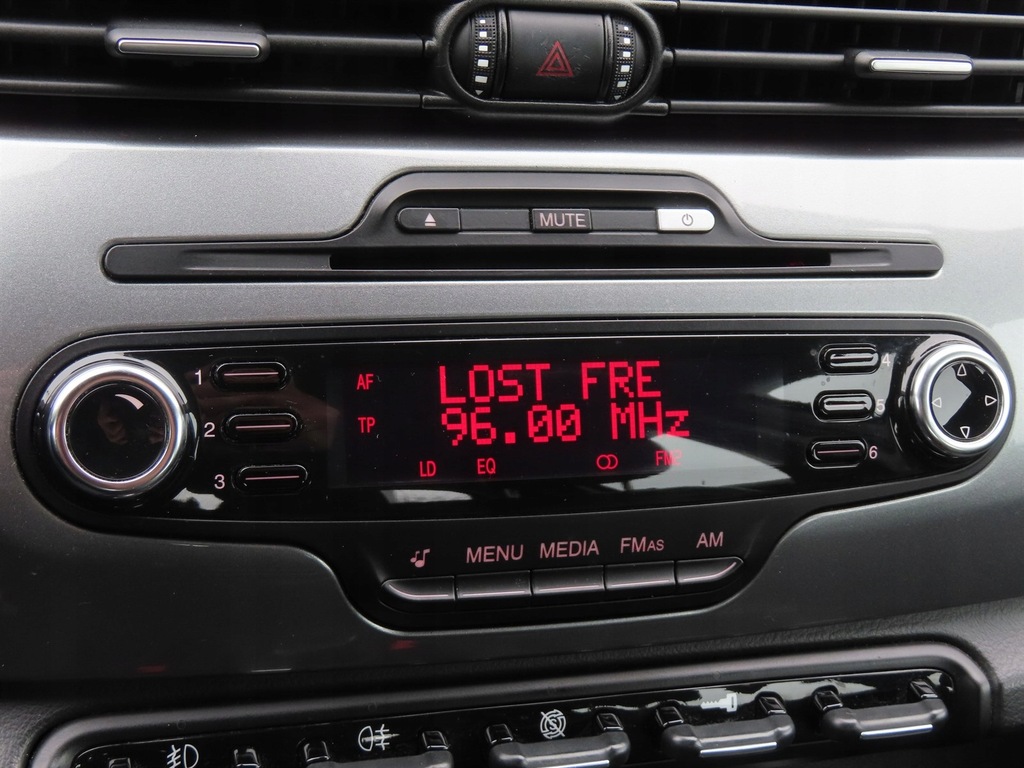 MUTE
1
2
3
AF
TP
LOST FRE
96.00 MHz
LD EQ FM2
4
5
6
MENU MEDIA FMAS AM
S